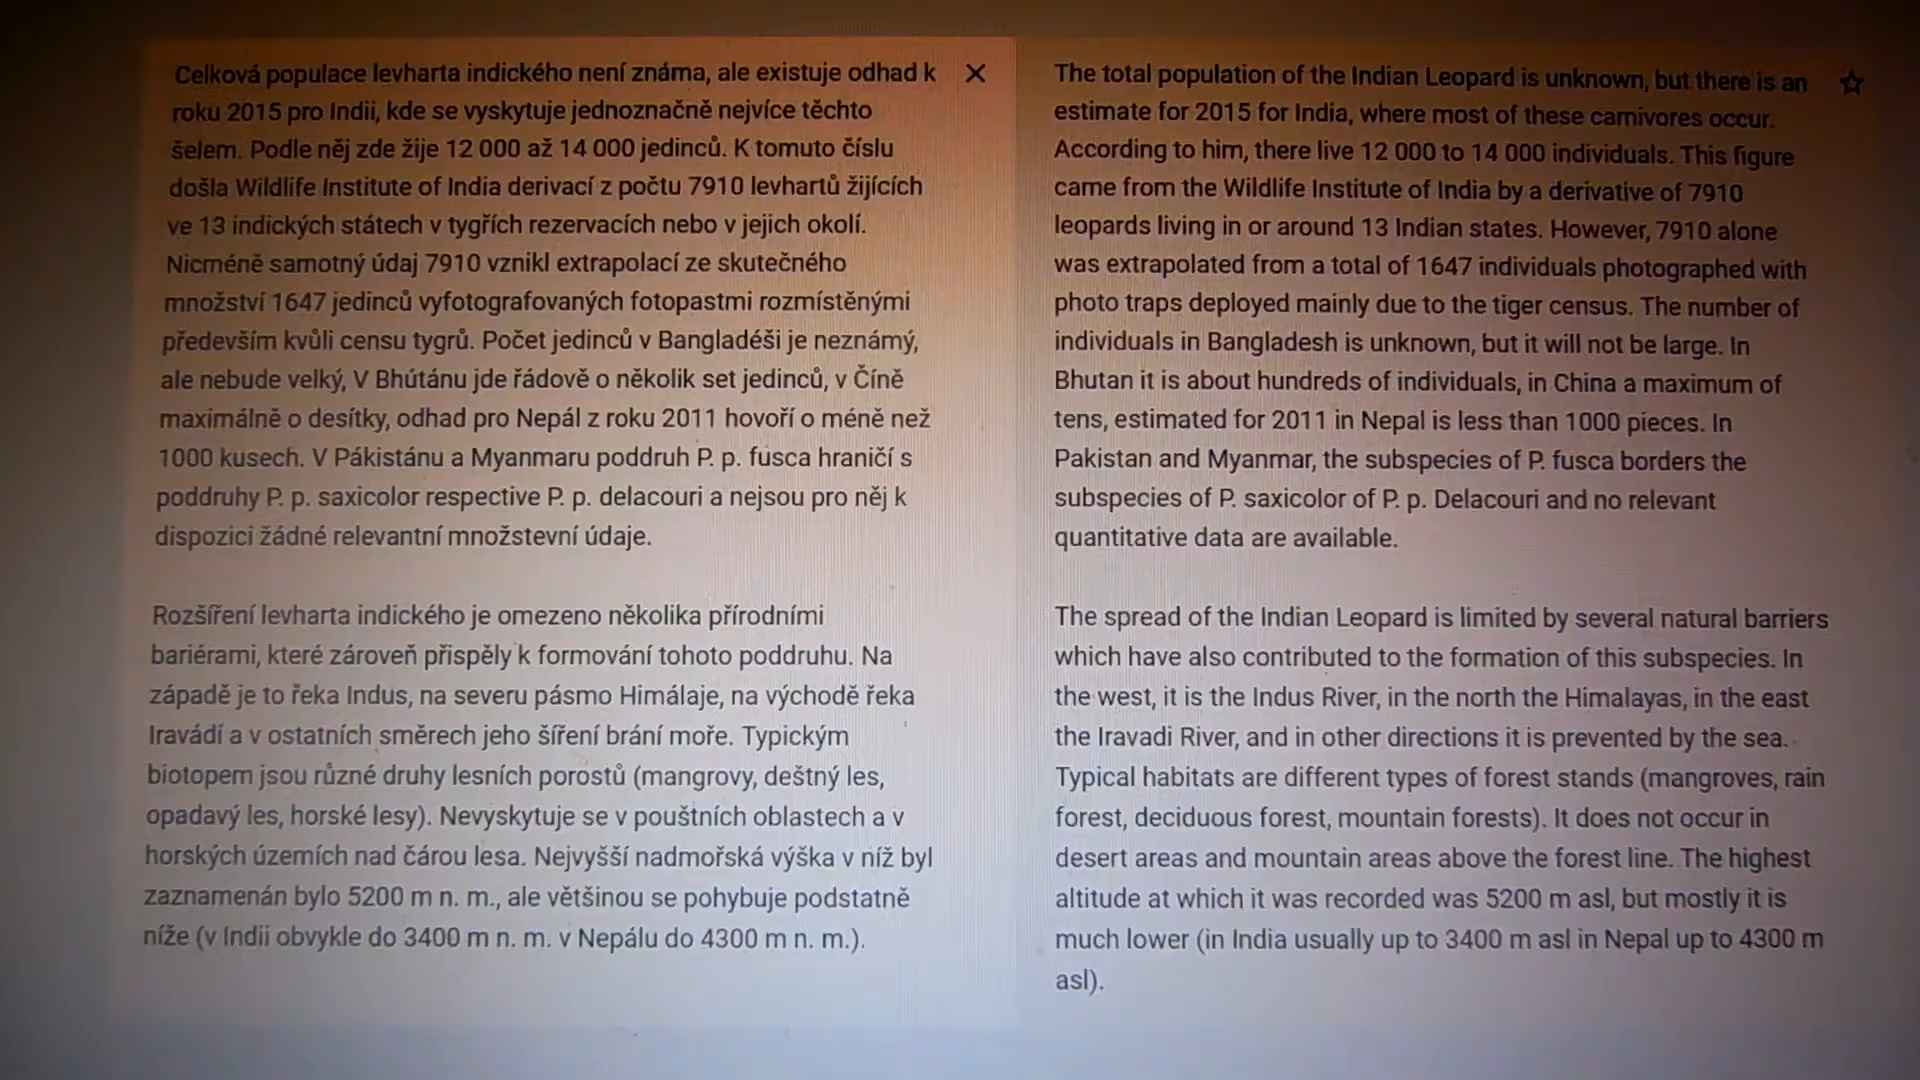 Celková populace levharta indického není známa, ale existuje odhad k
roku 2015 pro Indii, kde se vyskytuje jednoznačně nejvíce těchto
šelem. Podle něj zde žije 12 000 až 14 000 jedinců. K tomuto číslu
došla Wildlife Institute of India derivací z počtu 7910 levhartů žijících
ve 13 indických státech v tygřích rezervacích nebo v jejich okolí.
Nicméně samotný údaj 7910 vznikl extrapolací ze skutečného
množství 1647 jedinců vyfotografovaných fotopastmi rozmístěnými
především kvůli censu tygrů. Počet jedinců v Bangladéši je neznámý,
ale nebude velký, V Bhútánu jde řádově o několik set jedinců, v Číně
maximálně o desítky, odhad pro Nepál z roku 2011 hovoří o méně než
1000 kusech. V Pákistánu a Myanmaru poddruh P. p. fusca hraničí s
poddruhy P. p. saxicolor respective P. p. delacouri a nejsou pro něj k
dispozici žádné relevantní množstevní údaje.
Rozšíření levharta indického je omezeno několika přírodními
bariérami, které zároveň přispěly k formování tohoto poddruhu. Na
západě je to řeka Indus, na severu pásmo Himálaje, na východě řeka
Iravádí a v ostatních směrech jeho šíření brání moře. Typickým
biotopem jsou různé druhy lesních porostů (mangrovy, deštný les,
opadavý les, horské lesy). Nevyskytuje se v pouštních oblastech a v
horských územích nad čárou lesa. Nejvyšší nadmořská výška v níž byl
zaznamenán bylo 5200 m n. m., ale většinou se pohybuje podstatně
níže (v Indii obvykle do 3400 m n. m. v Nepálu do 4300 m n. m.).
The total population of the Indian Leopard is unknown, but there is an
estimate for 2015 for India, where most of these carnivores occur.
According to him, there live 12 000 to 14 000 individuals. This figure
came from the Wildlife Institute of India by a derivative of 7910
leopards living in or around 13 Indian states. However, 7910 alone
was extrapolated from a total of 1647 individuals photographed with
photo traps deployed mainly due to the tiger census. The number of
individuals in Bangladesh is unknown, but it will not be large. In
Bhutan it is about hundreds of individuals, in China a maximum of
tens, estimated for 2011 in Nepal is less than 1000 pieces. In
Pakistan and Myanmar, the subspecies of P. fusca borders the
subspecies of P. saxicolor of P. p. Delacouri and no relevant
quantitative data are available.
The spread of the Indian Leopard is limited by several natural barriers
which have also contributed to the formation of this subspecies. In
the west, it is the Indus River, in the north the Himalayas, in the east
the Iravadi River, and in other directions it is prevented by the sea.
Typical habitats are different types of forest stands (mangroves, rain
forest, deciduous forest, mountain forests). It does not occur in
desert areas and mountain areas above the forest line. The highest
altitude at which it was recorded was 5200 m asl, but mostly it is
much lower (in India usually up to 3400 m asl in Nepal up to 4300 m
asl).